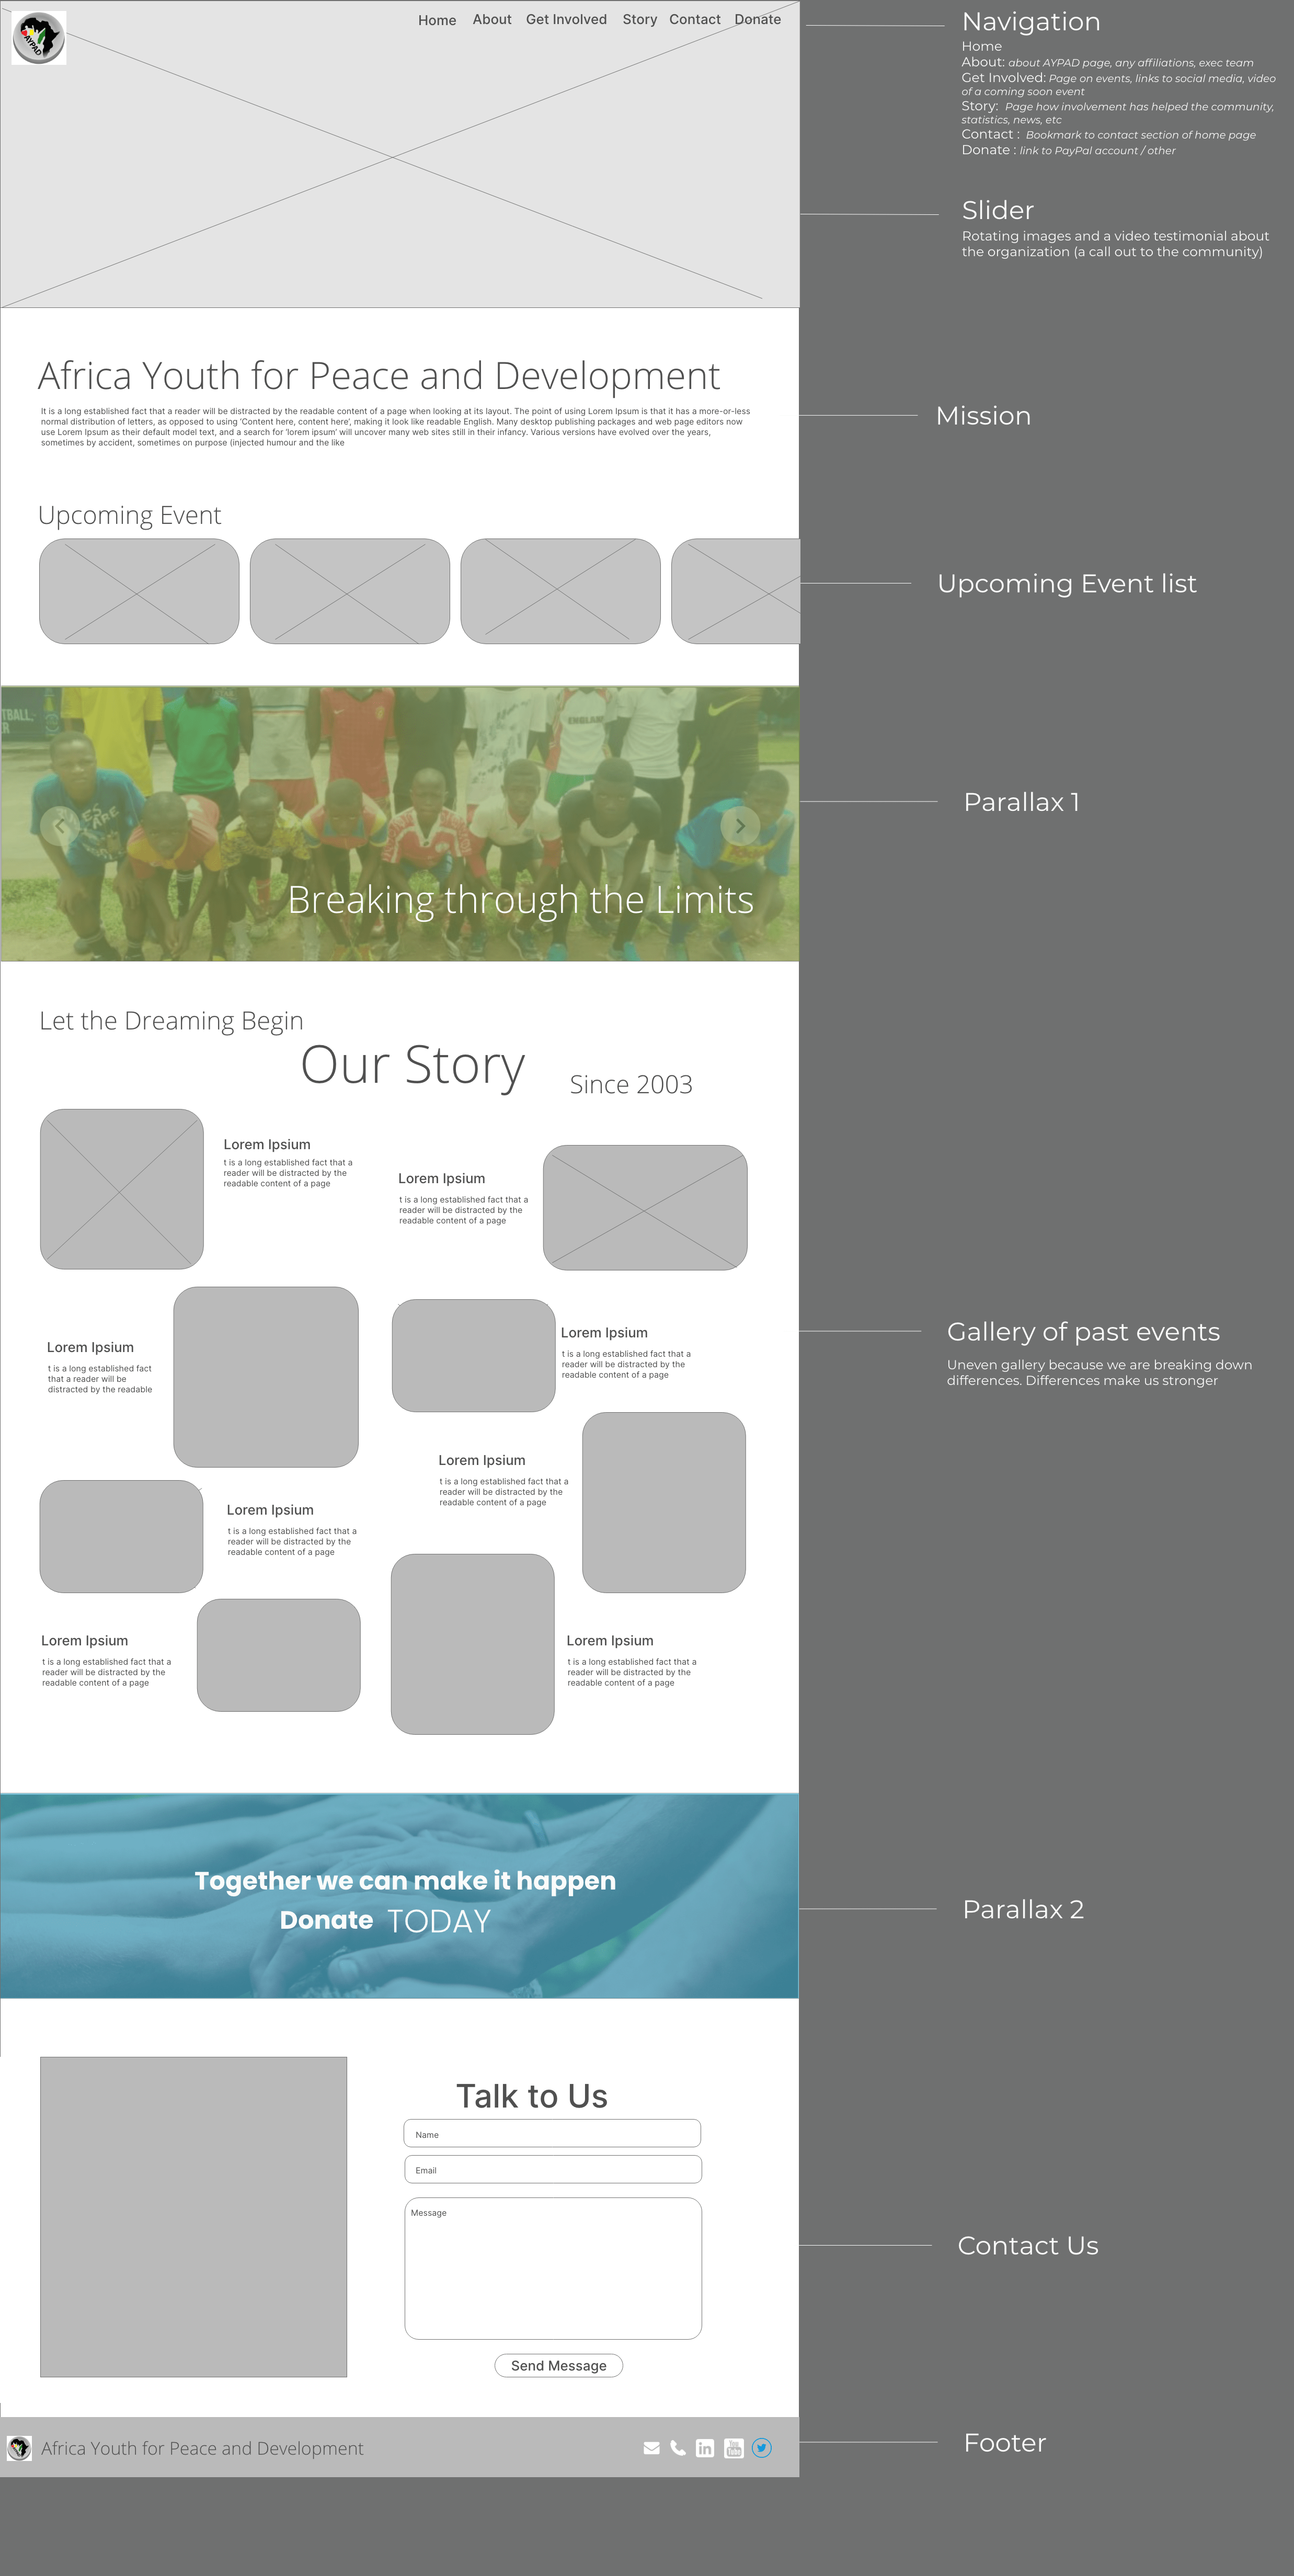 AYPAD
Home About Get Involved Story Contact Donate
Navigation
Home
About: about AYPAD page, any affiliations, exec team
Get Involved: Page on events, links to social media, video
of a coming soon event
Story: Page how involvement has helped the community,
statistics, news, etc
Contact : Bookmark to contact section of home page
Donate : link to PayPal account / other
Slider
Rotating images and a video testimonial about
the organization (a call out to the community)
Africa Youth for Peace and Development
It is a long established fact that a reader will be distracted by the readable content of a page when looking at its layout. The point of using Lorem Ipsum is that it has a more-or-less
normal distribution of letters, as opposed to using 'Content here, content here', making it look like readable English. Many desktop publishing packages and web page editors now
use Lorem Ipsum as their default model text, and a search for 'lorem ipsum' will uncover many web sites still in their infancy. Various versions have evolved over the years,
sometimes by accident, sometimes on purpose (injected humour and the like
Mission
Upcoming Event
Upcoming Event list
ENGLAND
Breaking through the Limits
Parallax 1
Let the Dreaming Begin
Our Story
Since 2003
Lorem Ipsium
t is a long established fact that a
reader will be distracted by the
readable content of a page
Lorem Ipsium
t is a long established fact that a
reader will be distracted by the
readable content of a page
Lorem Ipsium
t is a long established fact
that a reader will be
distracted by the readable
Lorem Ipsium
t is a long established fact that a
reader will be distracted by the
readable content of a page
Gallery of past events
Uneven gallery because we are breaking down
differences. Differences make us stronger
Lorem Ipsium
t is a long established fact that a
reader will be distracted by the
readable content of a page
Lorem Ipsium
t is a long established fact that a
reader will be distracted by the
readable content of a page
Lorem Ipsium
t is a long established fact that a
reader will be distracted by the
readable content of a page
Lorem Ipsium
t is a long established fact that a
reader will be distracted by the
readable content of a page
Together we can make it happen
Donate TODAY
Parallax 2
Talk to Us
Name
Email
Message
Send Message
Contact Us
Africa Youth for Peace and Development
in
You
Tube
Footer